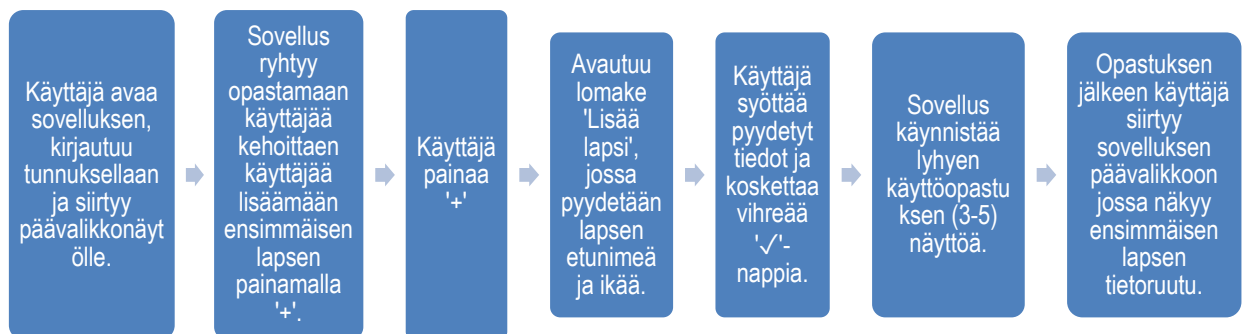 Käyttäjä avaa
sovelluksen,
kirjautuu
tunnuksellaan
ja siirtyy
päävalikkonäyt
ölle.
Sovellus
ryhtyy
opastamaan
käyttäjää
kehoittaen
käyttäjää
lisäämään
ensimmäisen
lapsen
painamalla
'+'.
Käyttäjä
painaa
'+'
Avautuu
lomake
'Lisää
lapsi',
jossa
pyydetään
lapsen
etunimeä
ja ikää.
Käyttäjä
syöttää
pyydetyt
tiedot ja
koskettaa
vihreää
'✓'-
nappia.
Sovellus
käynnistää
lyhyen
käyttöopastu
ksen (3-5)
näyttöä.
Opastuksen
jälkeen käyttäjä
siirtyy
sovelluksen
päävalikkoon
jossa näkyy
ensimmäisen
lapsen
tietoruutu.